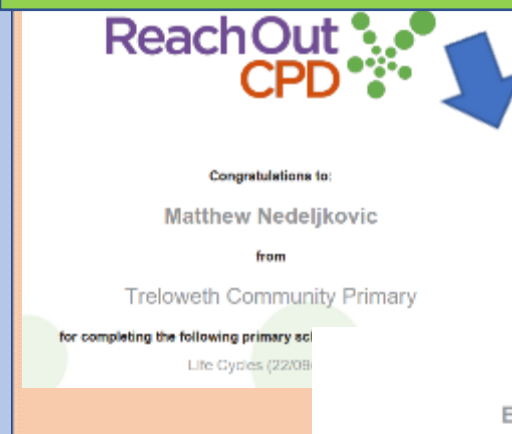 ReachOut
CPD
Congratulations to:
Matthew Nedeljkovic
from
Treloweth Community Primary
for completing the following primary
Life Cycles (22/09